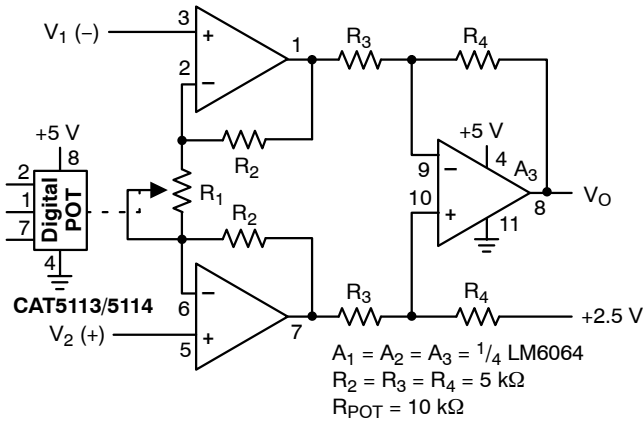 V₁ (–)
3
+
1
R₃
R₄
2
–
+5 V
8
R₂
+5 V
4
A₃
9
–
2
1
7
Digital
POT
R₁
10
+
8
V_O
R₂
11
4
CAT5113/5114
6
–
R₃
R₄
7
+2.5 V
V₂ (+)
5
+
A₁ = A₂ = A₃ = ¹/₄ LM6064
R₂ = R₃ = R₄ = 5 kΩ
R_POT = 10 kΩ